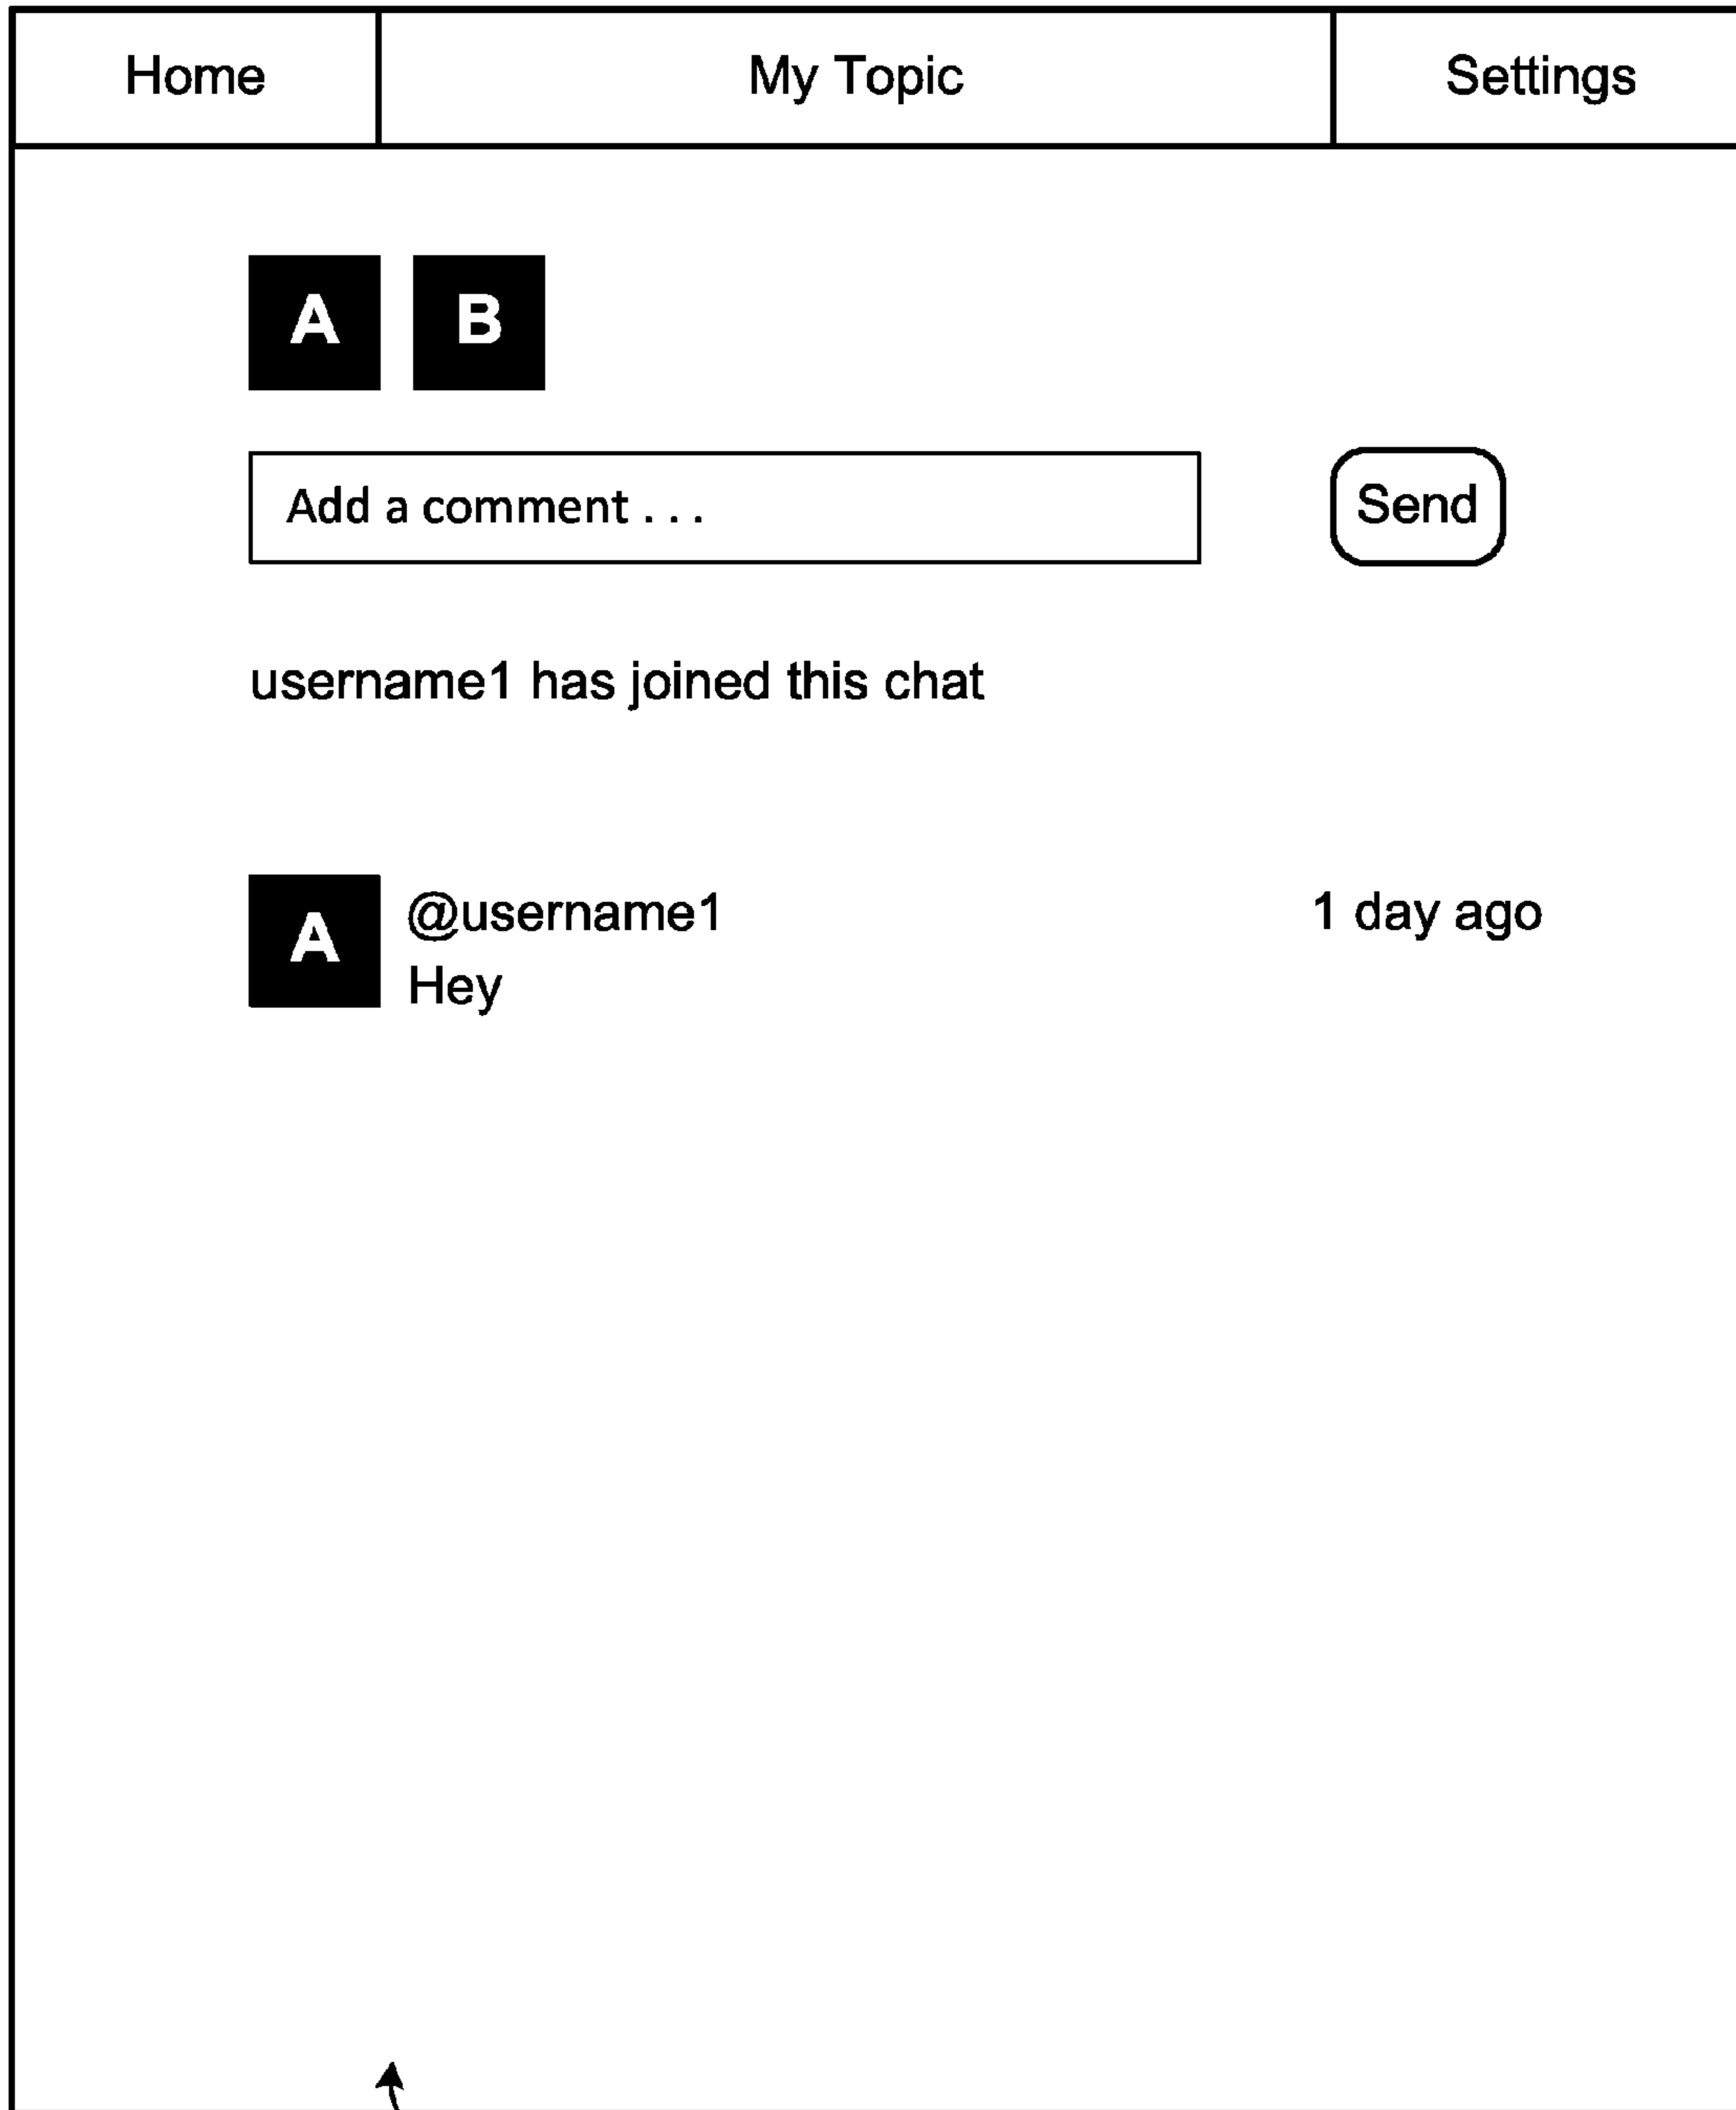 Home My Topic Settings
A B
Add a comment . . .
Send
username1 has joined this chat
A
@username1 1 day ago
Hey